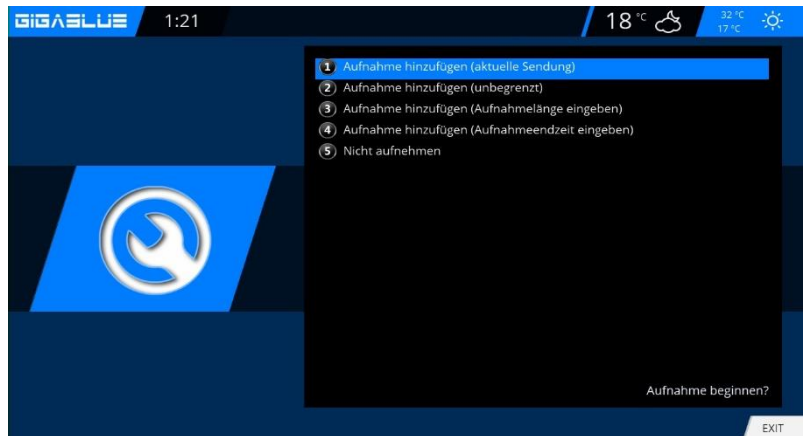 GIGABLUE 1:21 18 °C 32 °C
17 °C
1 Aufnahme hinzufügen (aktuelle Sendung)
2 Aufnahme hinzufügen (unbegrenzt)
3 Aufnahme hinzufügen (Aufnahmelänge eingeben)
4 Aufnahme hinzufügen (Aufnahmeendzeit eingeben)
5 Nicht aufnehmen
Aufnahme beginnen?
EXIT